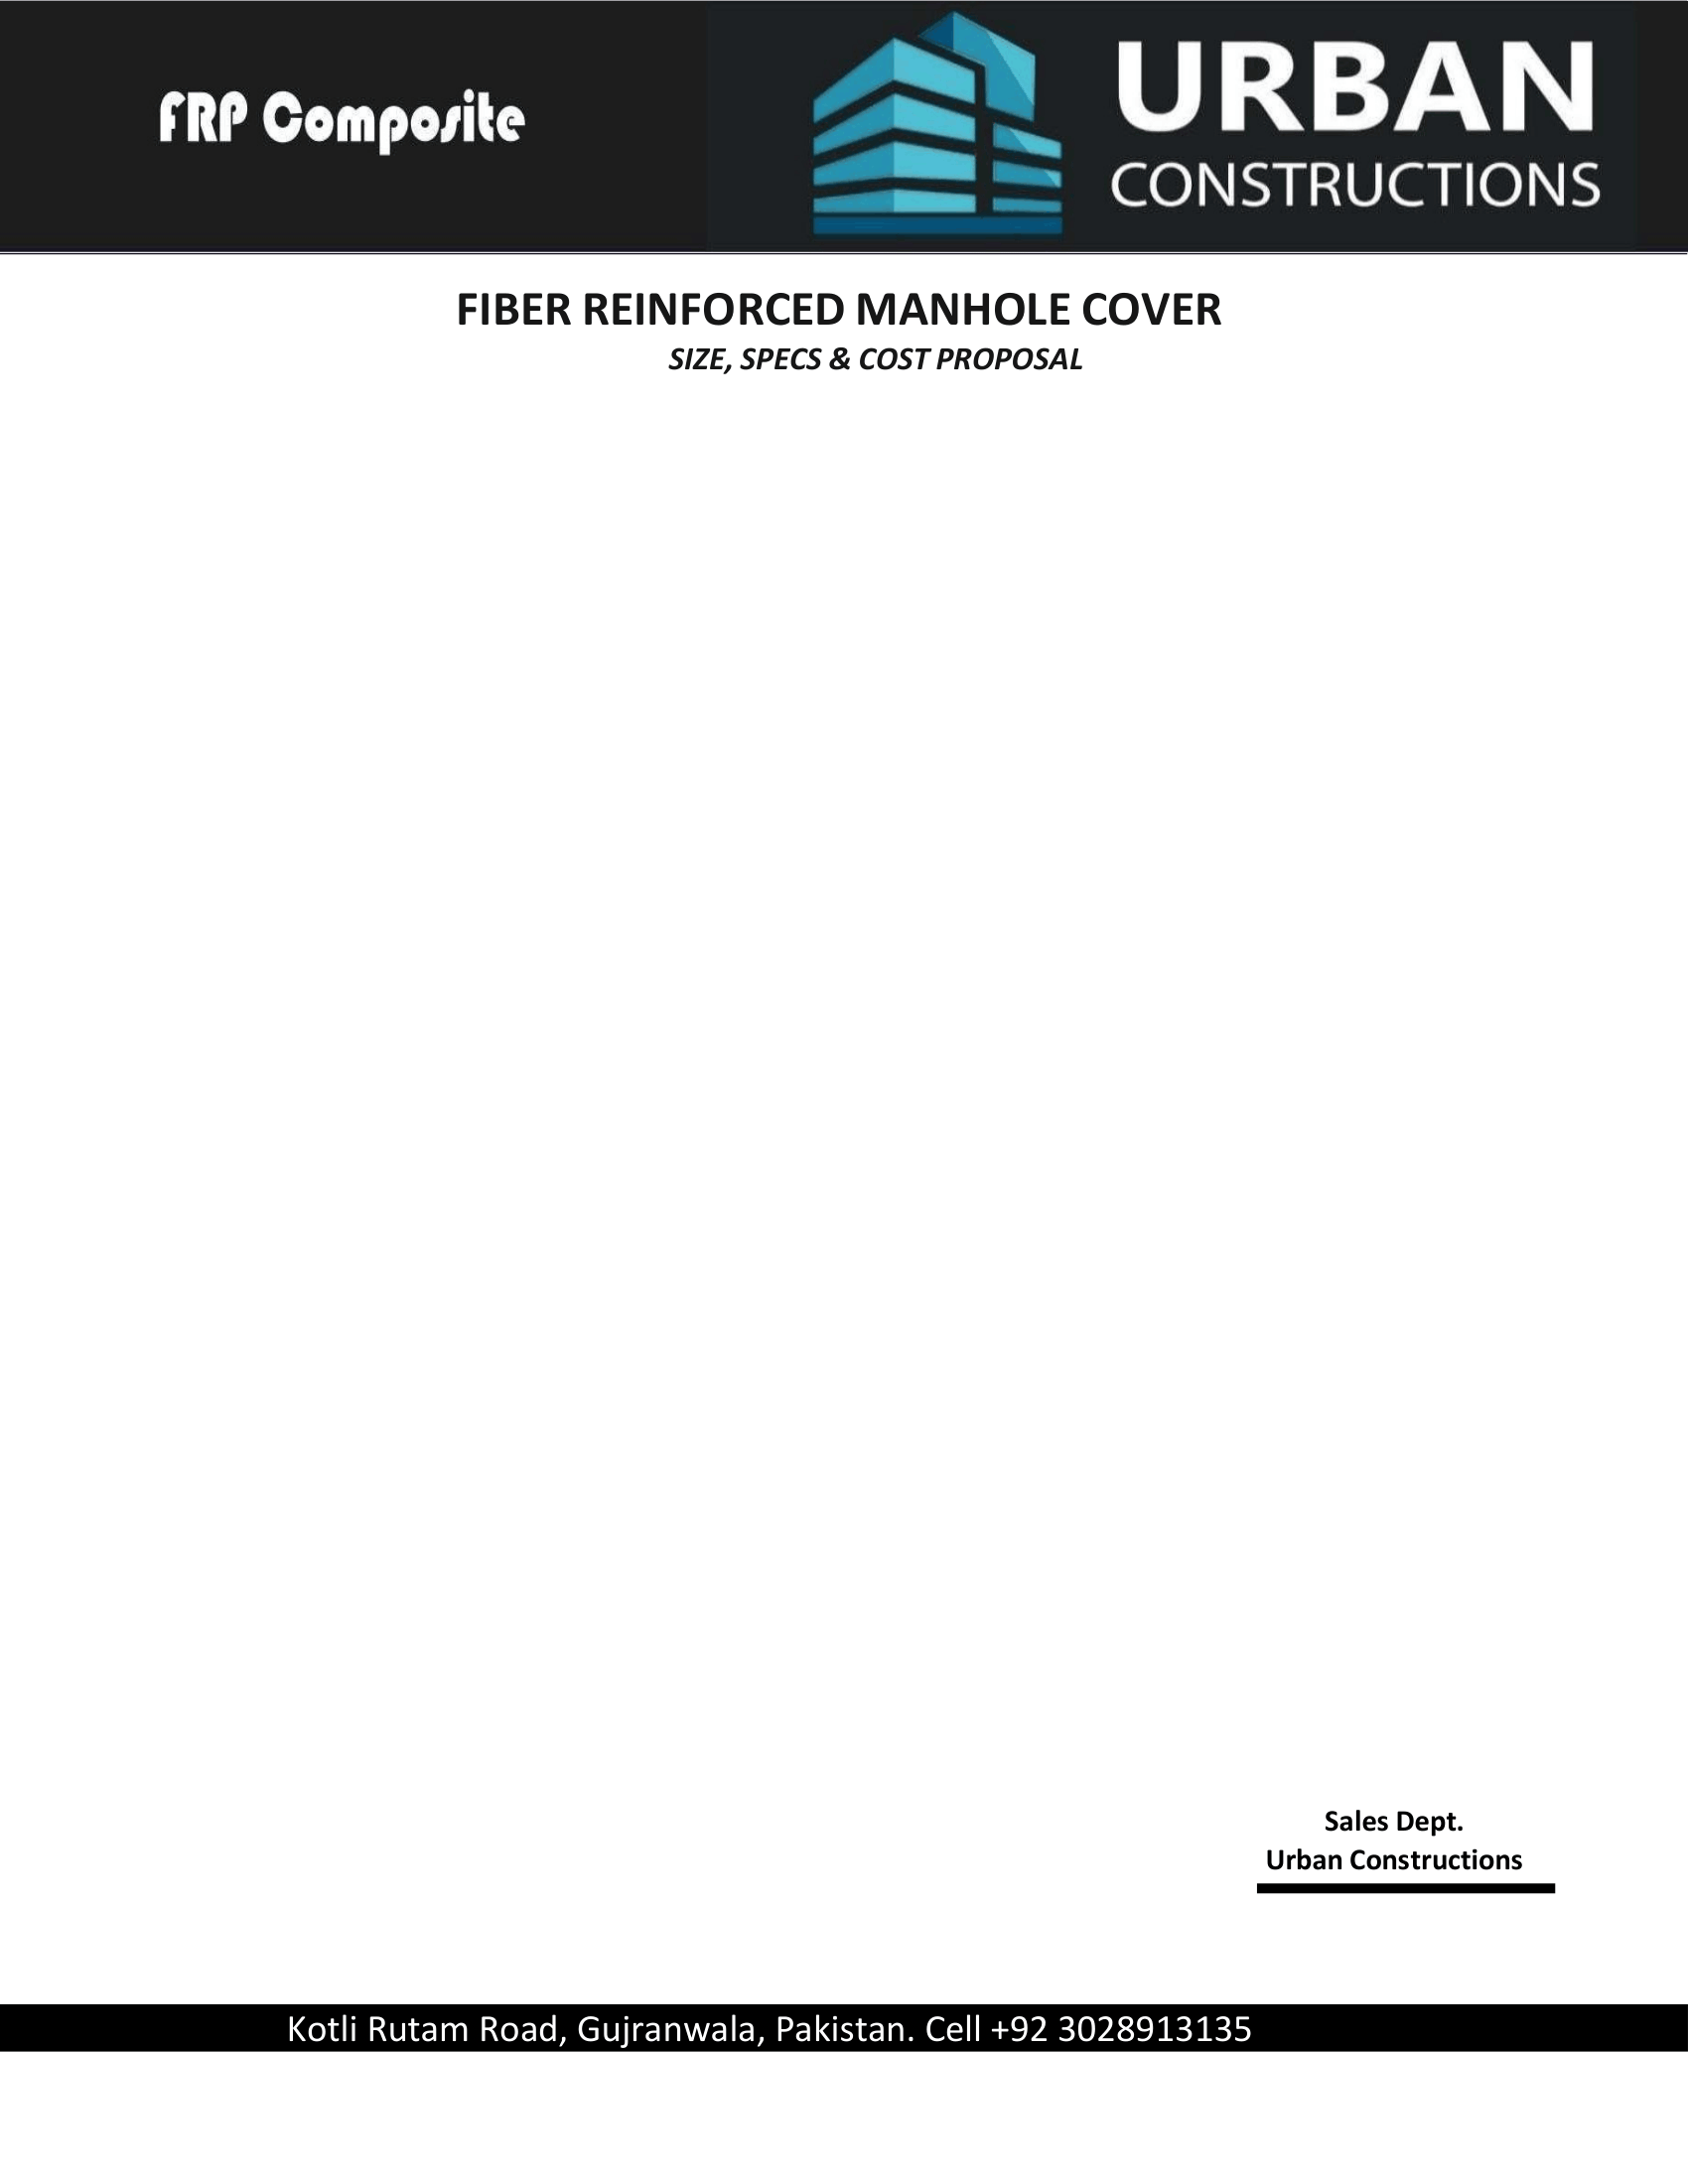 FRP Composite
URBAN
CONSTRUCTIONS
FIBER REINFORCED MANHOLE COVER
SIZE, SPECS & COST PROPOSAL
Sales Dept.
Urban Constructions
Kotli Rutam Road, Gujranwala, Pakistan. Cell +92 3028913135